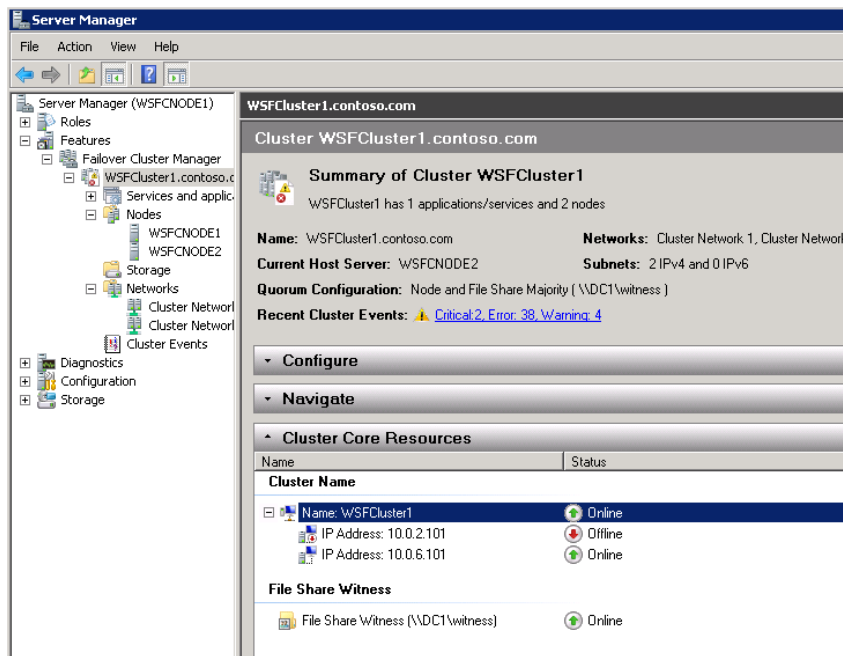 Server Manager
File Action View Help
Server Manager (WSFCNODE1)
Roles
Features
Failover Cluster Manager
WSFCluster1.contoso.c
Services and applic
Nodes
WSFCNODE1
WSFCNODE2
Storage
Networks
Cluster Networl
Cluster Networl
Cluster Events
Diagnostics
Configuration
Storage
WSFCluster1.contoso.com
Cluster WSFCluster1.contoso.com
Summary of Cluster WSFCluster1
WSFCluster1 has 1 applications/services and 2 nodes
Name: WSFCluster1.contoso.com Networks: Cluster Network 1, Cluster Network
Current Host Server: WSFCNODE2 Subnets: 2 IPv4 and 0 IPv6
Quorum Configuration: Node and File Share Majority ( \\DC1\witness )
Recent Cluster Events: Critical:2, Error: 38, Warning: 4
Configure
Navigate
Cluster Core Resources
Name Status
Cluster Name
Name: WSFCluster1 Online
IP Address: 10.0.2.101 Offline
IP Address: 10.0.6.101 Online
File Share Witness
File Share Witness (\\DC1\witness) Online